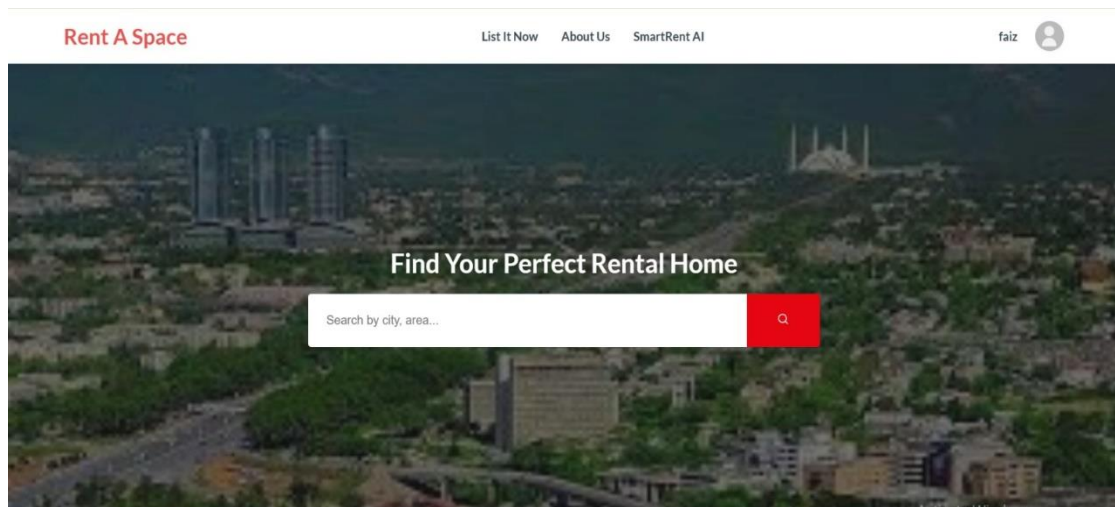 Rent A Space
List It Now About Us SmartRent AI
faiz
Find Your Perfect Rental Home
Search by city, area...